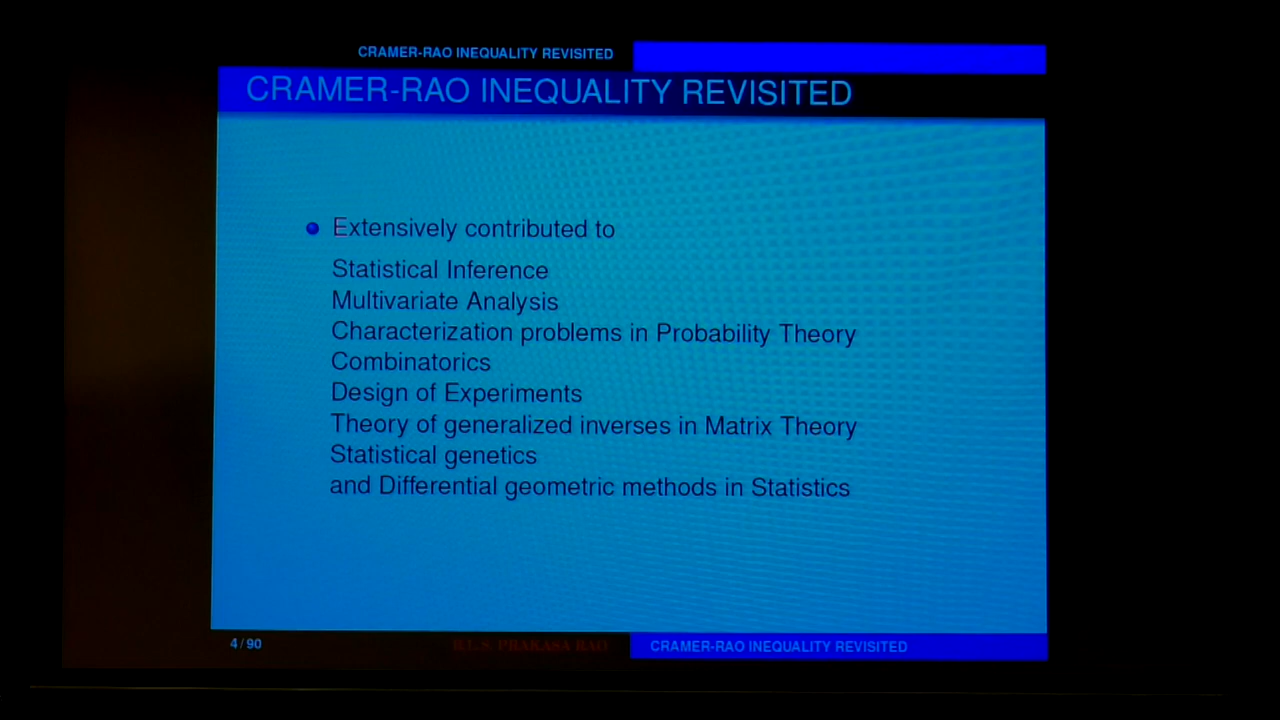 CRAMER-RAO INEQUALITY REVISITED
CRAMER-RAO INEQUALITY REVISITED
Extensively contributed to
Statistical Inference
Multivariate Analysis
Characterization problems in Probability Theory
Combinatorics
Design of Experiments
Theory of generalized inverses in Matrix Theory
Statistical genetics
and Differential geometric methods in Statistics
4/90
B.L.S. PRAKASA RAO
CRAMER-RAO INEQUALITY REVISITED